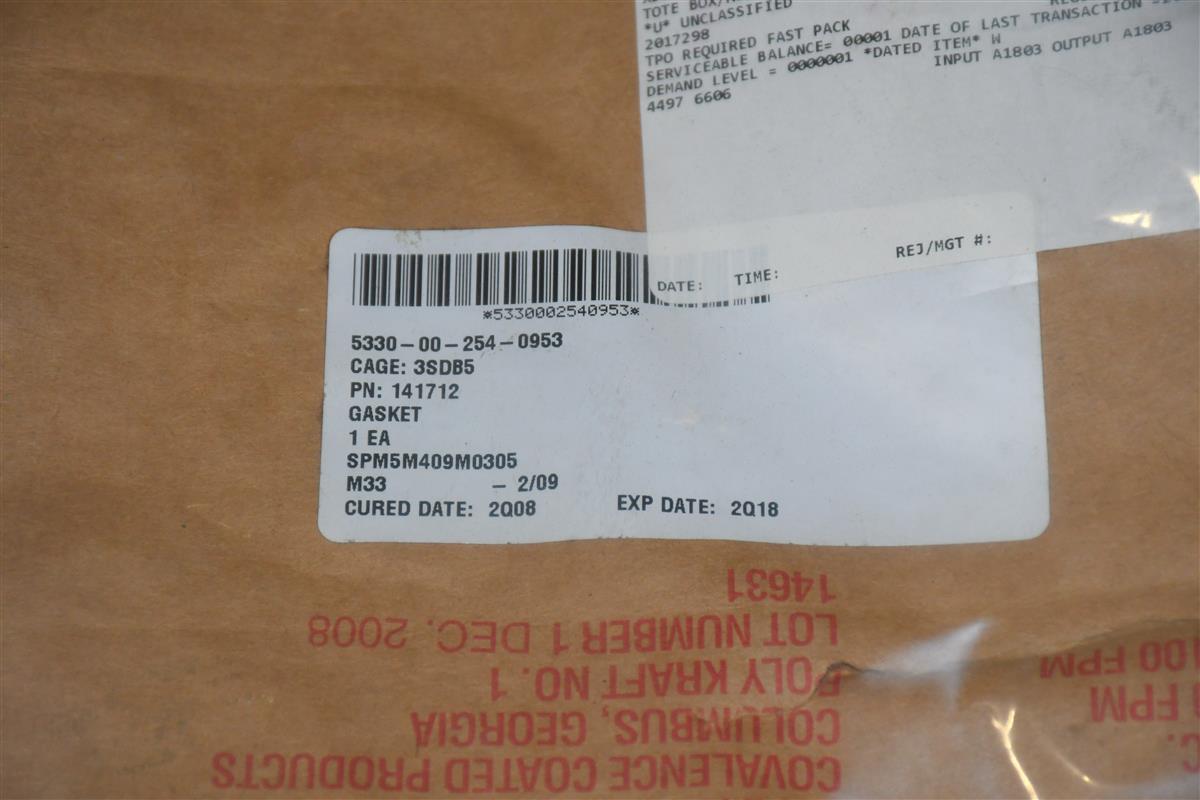 TOTE BOX/
*U* UNCLASSIFIED
2017298
TPO REQUIRED FAST PACK
SERVICEABLE BALANCE= 00001 DATE OF LAST TRANSACTION
DEMAND LEVEL = 0000001 *DATED ITEM* W
INPUT A1803 OUTPUT A1803
4497 6606
DATE: TIME: REJ/MGT #:
*5330002540953*
5330-00-254-0953
CAGE: 3SDB5
PN: 141712
GASKET
1 EA
SPM5M409M0305
M33 - 2/09
CURED DATE: 2Q08 EXP DATE: 2Q18
COVALENCE COATED PRODUCTS
COLUMBUS, GEORGIA
POLY KRAFT NO. 1
LOT NUMBER 1 DEC. 2008
14631
FPM
100 FPM